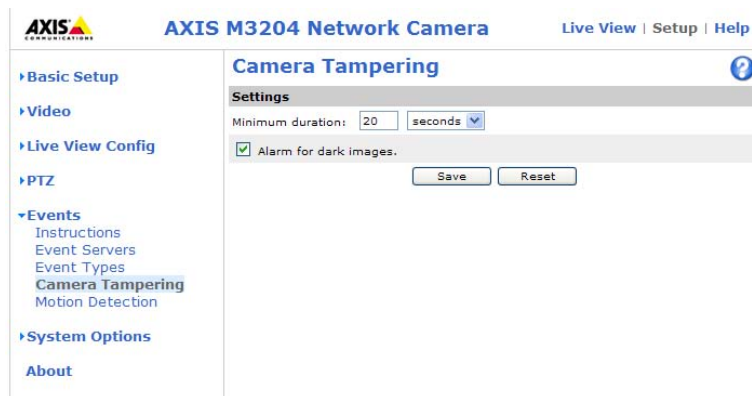 AXIS
COMMUNICATIONS
AXIS M3204 Network Camera
Live View | Setup | Help
Basic Setup
Video
Live View Config
PTZ
Events
Instructions
Event Servers
Event Types
Camera Tampering
Motion Detection
System Options
About
Camera Tampering
?
Settings
Minimum duration: 20 seconds
Alarm for dark images.
Save Reset